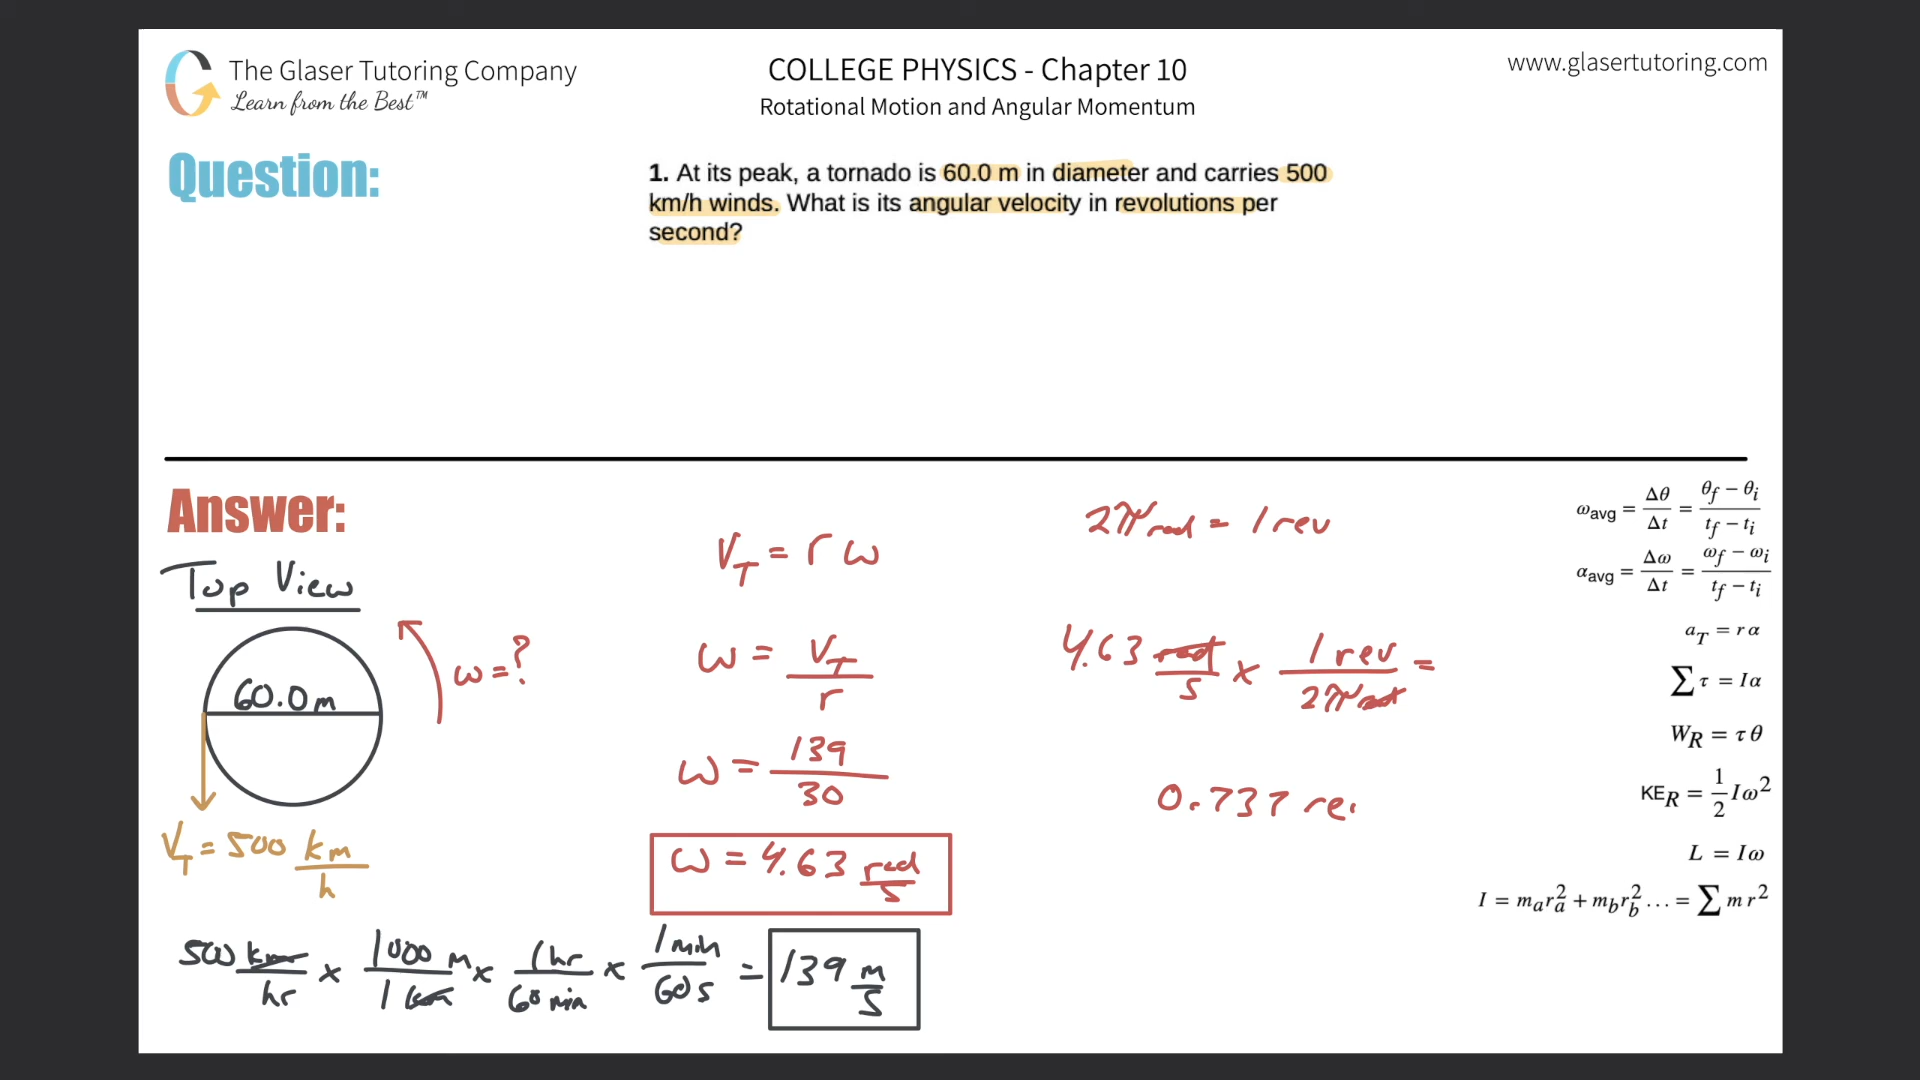 The Glaser Tutoring Company
Learn from the Best™
COLLEGE PHYSICS - Chapter 10
Rotational Motion and Angular Momentum
www.glasertutoring.com
Question:
1. At its peak, a tornado is 60.0 m in diameter and carries 500
km/h winds. What is its angular velocity in revolutions per
second?
Answer:
Top View
60.0 m
ω = ?
V_T = 500 km/h
500 km/hr × 1000 m/1 km × 1 hr/60 min × 1 min/60 s = 139 m/s
V_T = r ω
ω = V_T/r
ω = 139/30
ω = 4.63 rad/s
2π rad = 1 rev
4.63 rad/s × 1 rev/2π rad =
0.737 re
ω_avg = Δθ/Δt = (θ_f − θ_i)/(t_f − t_i)
α_avg = Δω/Δt = (ω_f − ω_i)/(t_f − t_i)
a_T = r α
∑ τ = Iα
W_R = τ θ
KE_R = 1/2 Iω²
L = Iω
I = m_a r_a² + m_b r_b² ... = ∑ m r²